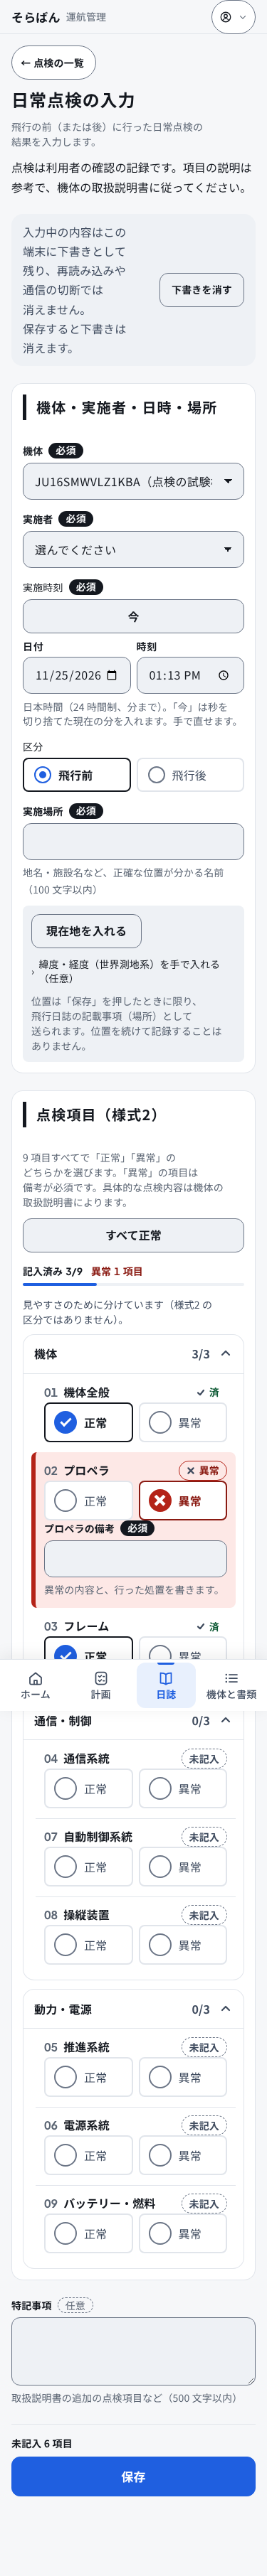 そらばん 運航管理
← 点検の一覧
日常点検の入力
飛行の前（または後）に行った日常点検の
結果を入力します。
点検は利用者の確認の記録です。項目の説明は
参考で、機体の取扱説明書に従ってください。
入力中の内容はこの
端末に下書きとして
残り、再読み込みや
通信の切断では
消えません。
保存すると下書きは
消えます。
下書きを消す
機体・実施者・日時・場所
機体 必須
JU16SMWVLZ1KBA（点検の試験
実施者 必須
選んでください
実施時刻 必須
今
日付 時刻
11/25/2026 01:13 PM
日本時間（24 時間制、分まで）。「今」は秒を
切り捨てた現在の分を入れます。手で直せます。
区分
飛行前 飛行後
実施場所 必須
地名・施設名など、正確な位置が分かる名前
（100 文字以内）
現在地を入れる
› 緯度・経度（世界測地系）を手で入れる
（任意）
位置は「保存」を押したときに限り、
飛行日誌の記載事項（場所）として
送られます。位置を続けて記録することは
ありません。
点検項目（様式2）
9 項目すべてで「正常」「異常」の
どちらかを選びます。「異常」の項目は
備考が必須です。具体的な点検内容は機体の
取扱説明書によります。
すべて正常
記入済み 3/9 異常 1 項目
見やすさのために分けています（様式2 の
区分ではありません）。
機体 3/3
01 機体全般 済
正常 異常
02 プロペラ 異常
正常 異常
プロペラの備考 必須
異常の内容と、行った処置を書きます。
03 フレーム 済
正常 異常
ホーム 計画 日誌 機体と書類
通信・制御 0/3
04 通信系統 未記入
正常 異常
07 自動制御系統 未記入
正常 異常
08 操縦装置 未記入
正常 異常
動力・電源 0/3
05 推進系統 未記入
正常 異常
06 電源系統 未記入
正常 異常
09 バッテリー・燃料 未記入
正常 異常
特記事項 任意
取扱説明書の追加の点検項目など（500 文字以内）
未記入 6 項目
保存